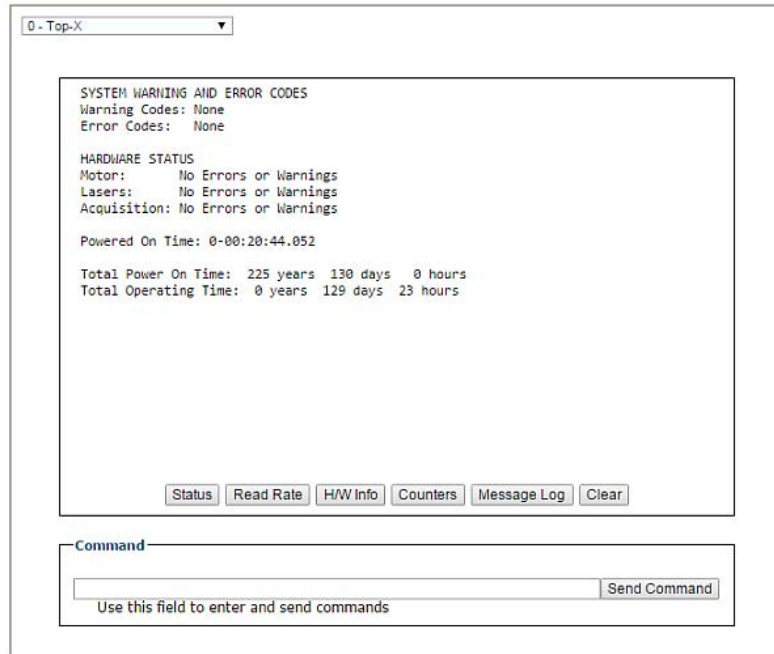 0 - Top-X
SYSTEM WARNING AND ERROR CODES
Warning Codes: None
Error Codes: None
HARDWARE STATUS
Motor: No Errors or Warnings
Lasers: No Errors or Warnings
Acquisition: No Errors or Warnings
Powered On Time: 0-00:20:44.052
Total Power On Time: 225 years 130 days 0 hours
Total Operating Time: 0 years 129 days 23 hours
Status Read Rate H/W Info Counters Message Log Clear
Command
Send Command
Use this field to enter and send commands